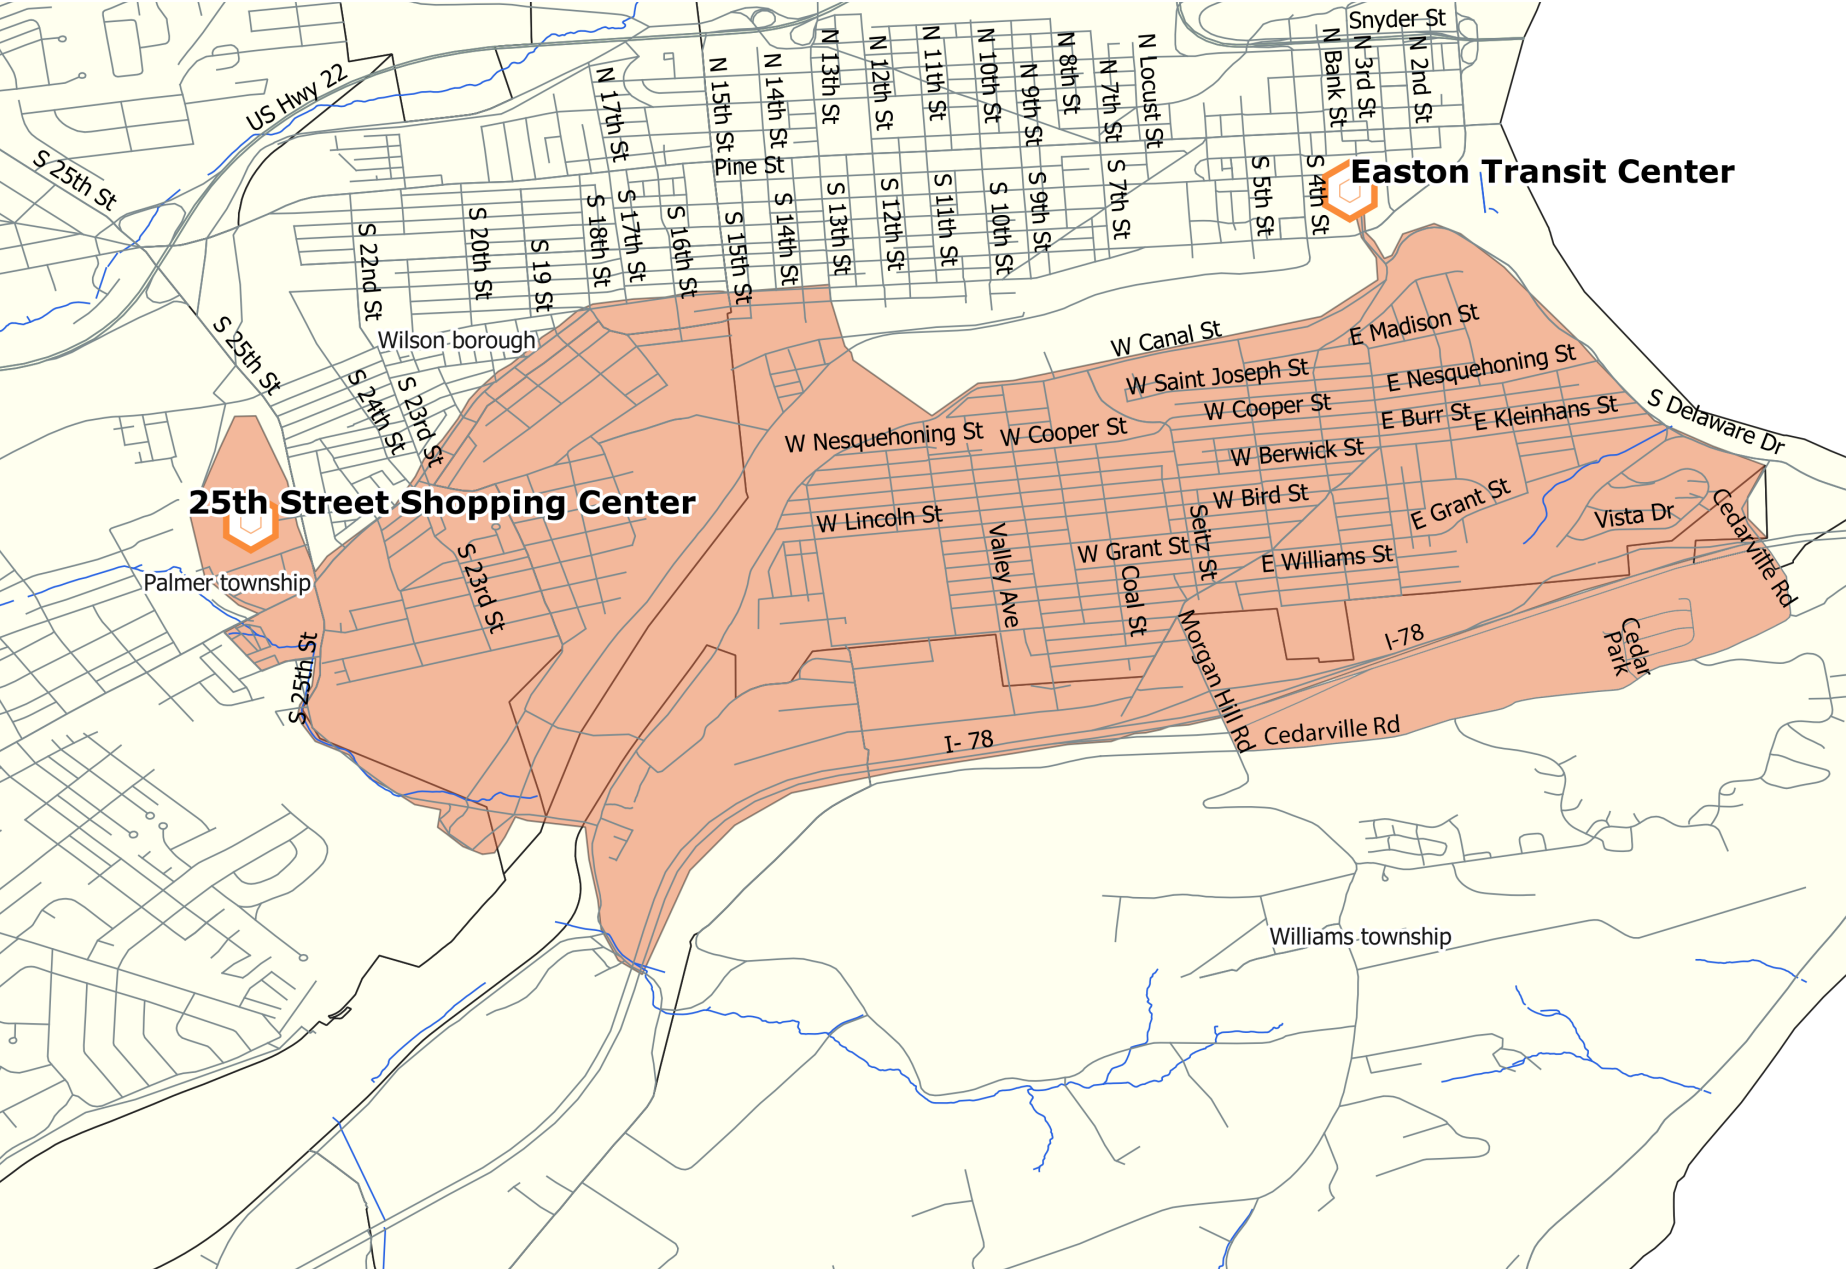 Snyder St
US Hwy 22
N 17th St
N 15th St
N 14th St
N 13th St
N 12th St
N 11th St
N 10th St
N 9th St
N 8th St
N 7th St
N Locust St
N Bank St
N 3rd St
N 2nd St
S 25th St
Pine St
Easton Transit Center
S 22nd St
S 20th St
S 19 St
S 18th St
S 17th St
S 16th St
S 15th St
S 14th St
S 13th St
S 12th St
S 11th St
S 10th St
S 9th St
S 7th St
S 5th St
S 4th St
S 25th St
Wilson borough
W Canal St
E Madison St
S 24th St
S 23rd St
W Saint Joseph St
E Nesquehoning St
W Cooper St
E Burr St
E Kleinhans St
S Delaware Dr
W Nesquehoning St
W Cooper St
W Berwick St
25th Street Shopping Center
W Bird St
E Grant St
W Lincoln St
Seitz St
Vista Dr
Cedarville Rd
Valley Ave
W Grant St
E Williams St
Palmer township
S 23rd St
Coal St
S 25th St
Morgan Hill Rd
I-78
Cedar
Park
I- 78
Cedarville Rd
Williams township